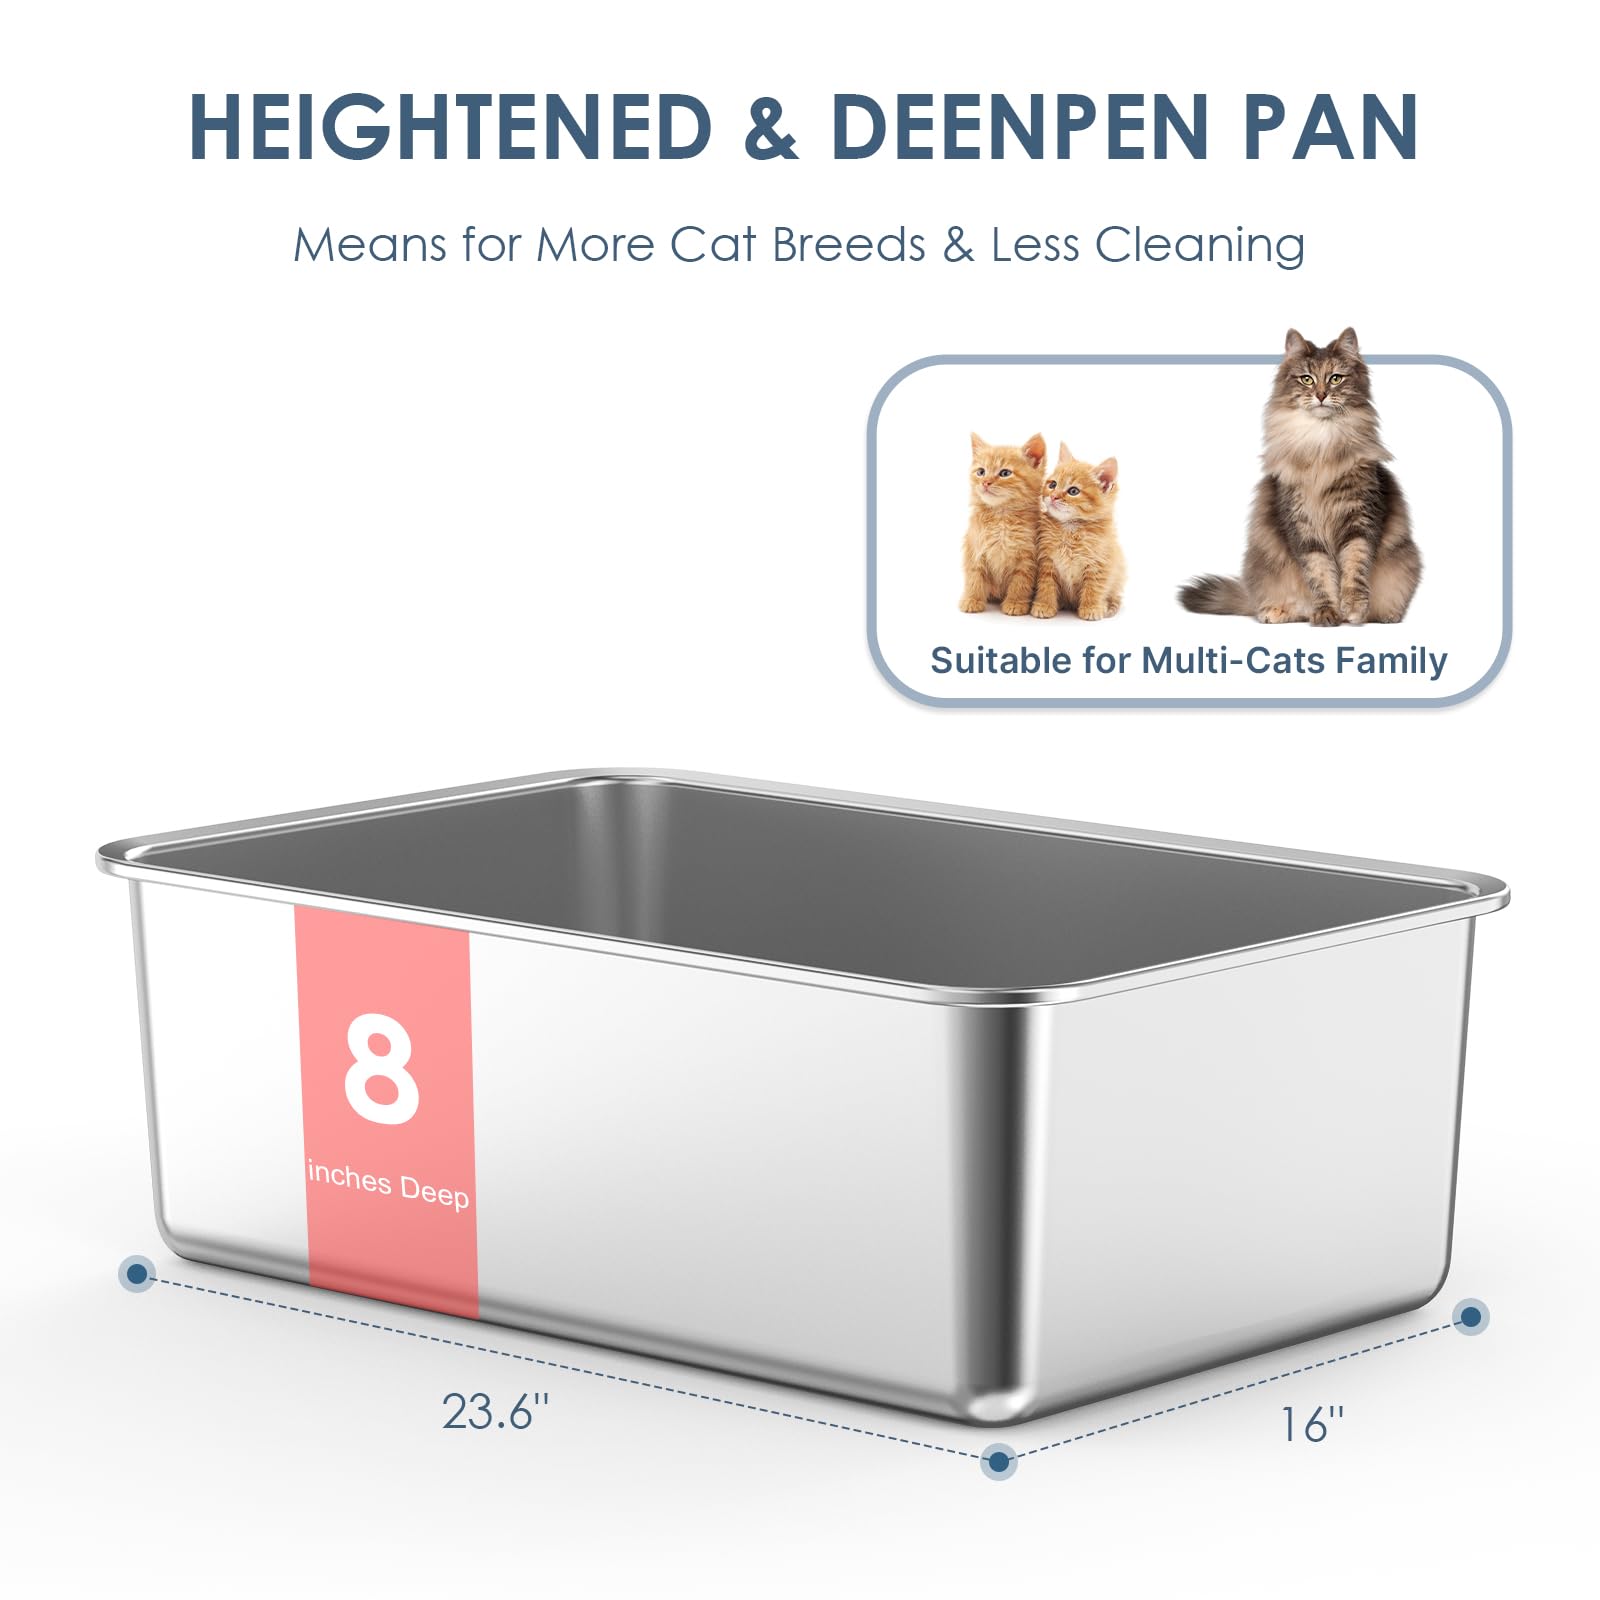 HEIGHTENED & DEENPEN PAN
Means for More Cat Breeds & Less Cleaning
Suitable for Multi-Cats Family
8
inches Deep
23.6"
16"